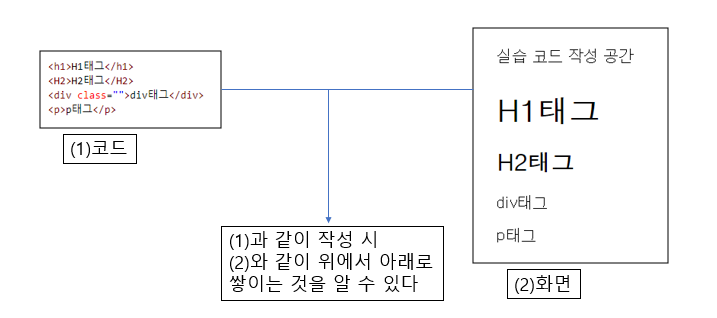 <h1>H1태그</h1>
<H2>H2태그</H2>
<div class="">div태그</div>
<p>p태그</p>
(1)코드
(1)과 같이 작성 시
(2)와 같이 위에서 아래로
쌓이는 것을 알 수 있다
실습 코드 작성 공간
H1태그
H2태그
div태그
p태그
(2)화면